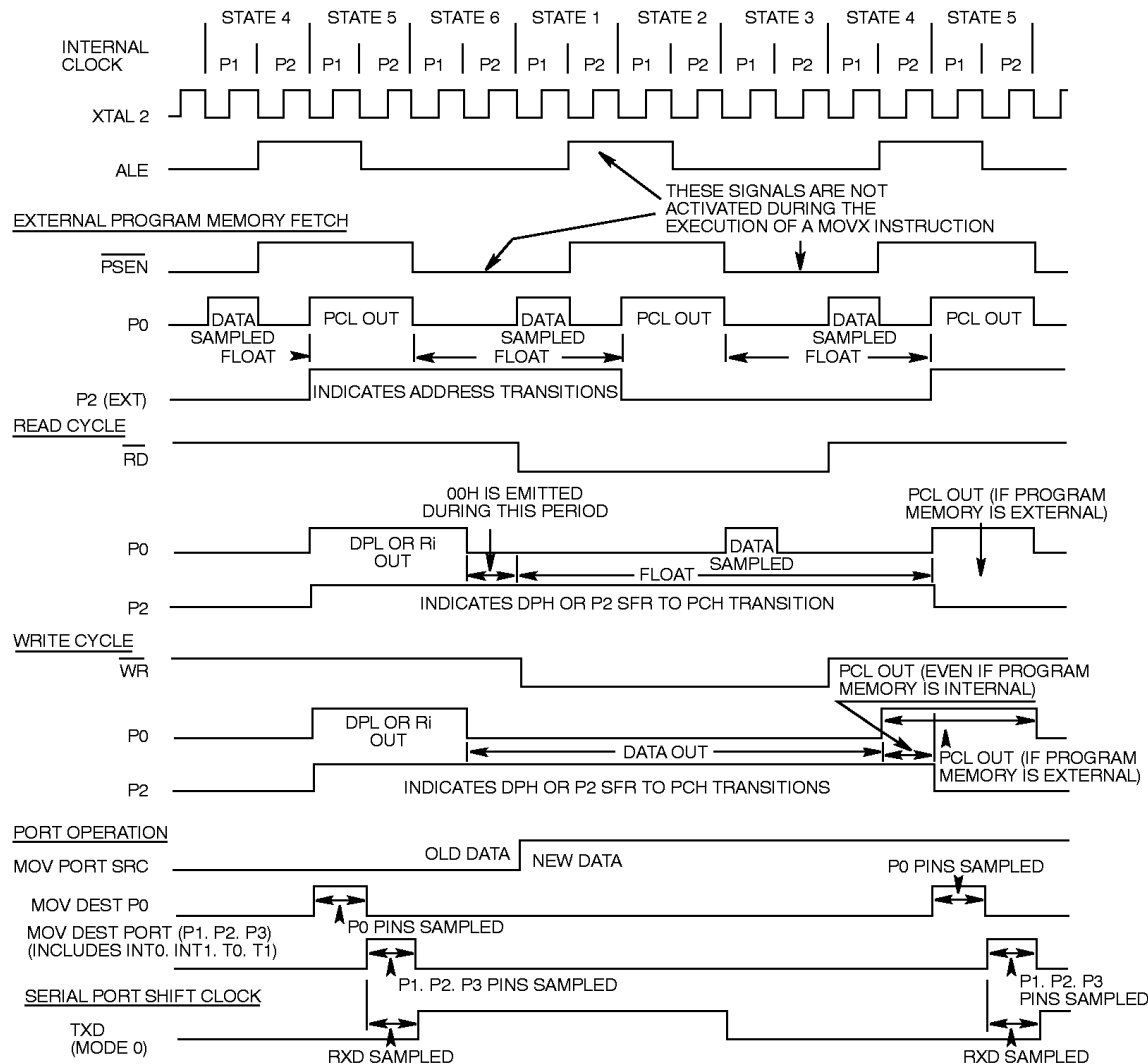 STATE 4 STATE 5 STATE 6 STATE 1 STATE 2 STATE 3 STATE 4 STATE 5
INTERNAL
CLOCK
P1 P2 P1 P2 P1 P2 P1 P2 P1 P2 P1 P2 P1 P2 P1 P2
XTAL 2
ALE
THESE SIGNALS ARE NOT
ACTIVATED DURING THE
EXECUTION OF A MOVX INSTRUCTION
EXTERNAL PROGRAM MEMORY FETCH
PSEN
P0
DATA PCL OUT DATA PCL OUT DATA PCL OUT
SAMPLED SAMPLED SAMPLED
FLOAT FLOAT FLOAT
P2 (EXT)
INDICATES ADDRESS TRANSITIONS
READ CYCLE
RD
00H IS EMITTED
DURING THIS PERIOD
PCL OUT (IF PROGRAM
MEMORY IS EXTERNAL)
P0
DPL OR Ri
OUT
DATA
SAMPLED
FLOAT
P2
INDICATES DPH OR P2 SFR TO PCH TRANSITION
WRITE CYCLE
WR
PCL OUT (EVEN IF PROGRAM
MEMORY IS INTERNAL)
P0
DPL OR Ri
OUT
DATA OUT
PCL OUT (IF PROGRAM
MEMORY IS EXTERNAL)
P2
INDICATES DPH OR P2 SFR TO PCH TRANSITIONS
PORT OPERATION
MOV PORT SRC
OLD DATA NEW DATA
P0 PINS SAMPLED
MOV DEST P0
P0 PINS SAMPLED
MOV DEST PORT (P1. P2. P3)
(INCLUDES INT0. INT1. T0. T1)
P1. P2. P3 PINS SAMPLED
P1. P2. P3
PINS SAMPLED
SERIAL PORT SHIFT CLOCK
TXD
(MODE 0)
RXD SAMPLED RXD SAMPLED